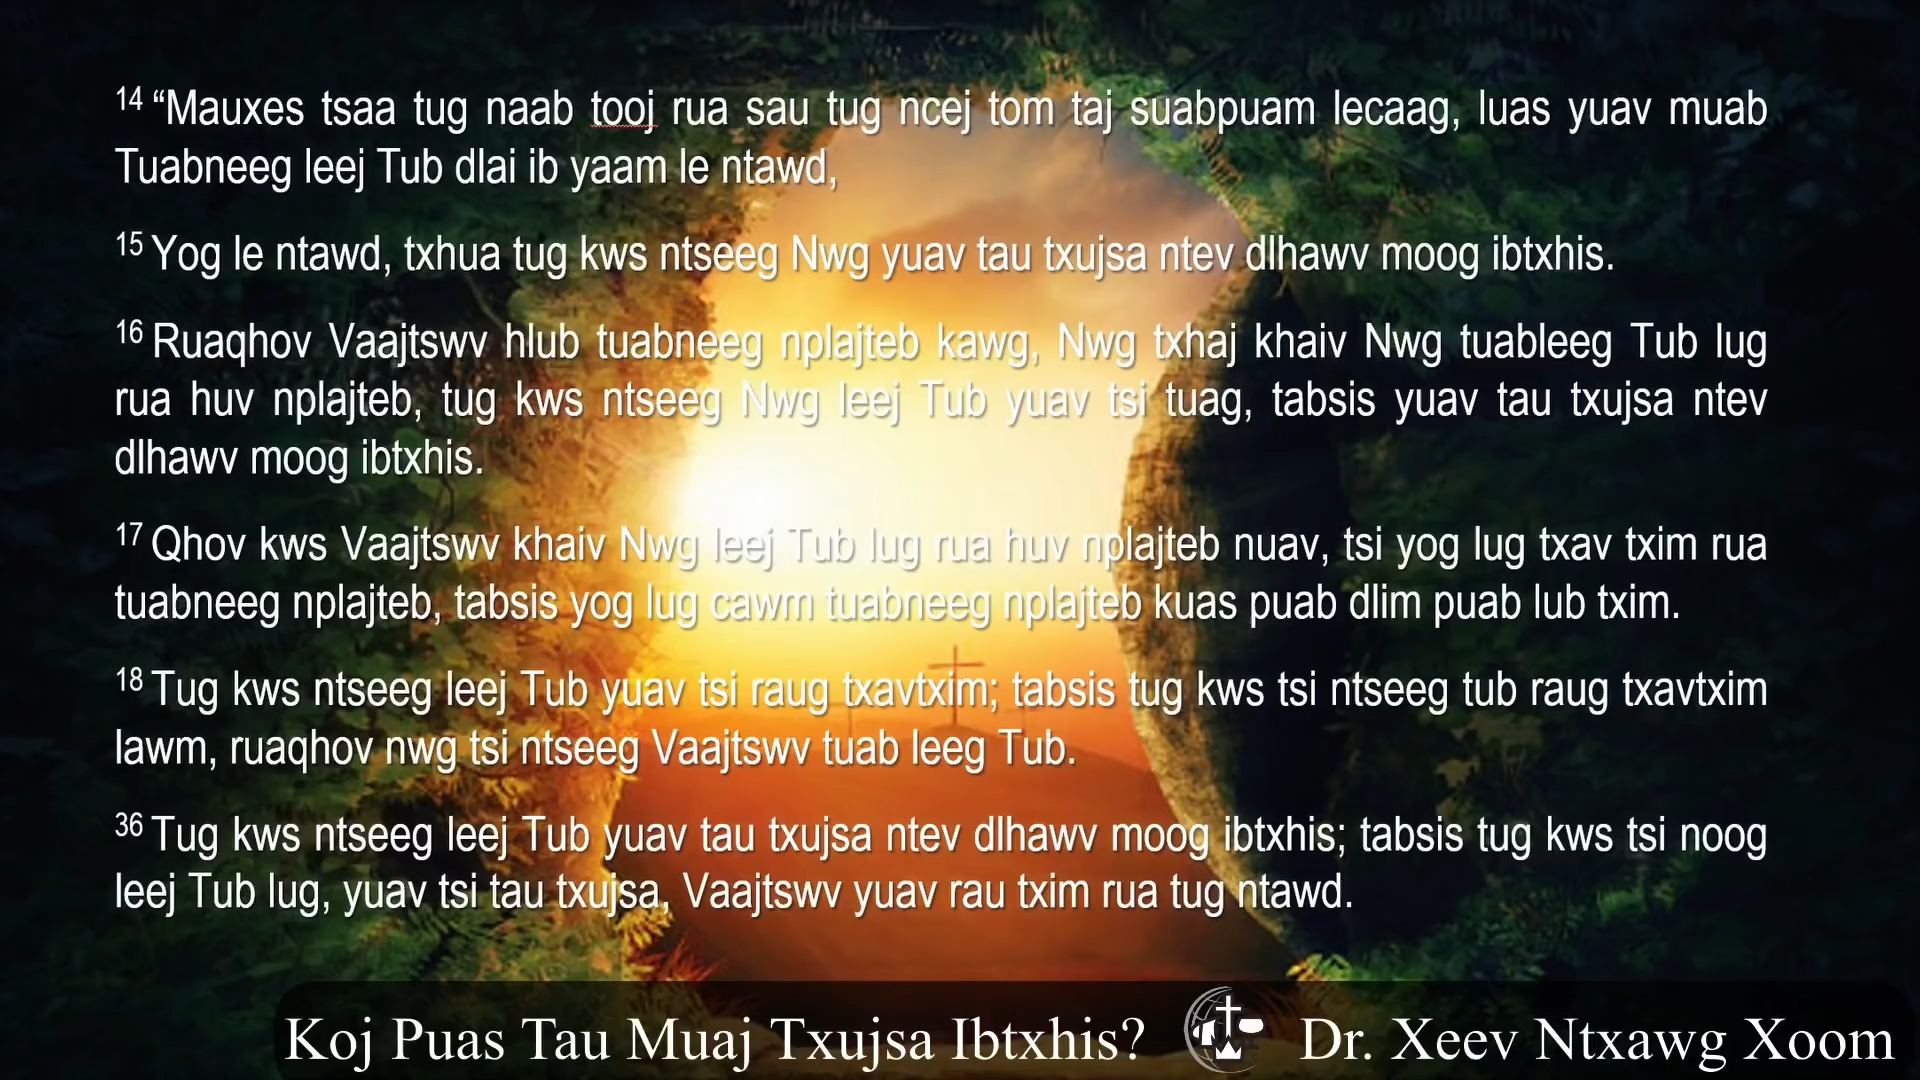 14 “Mauxes tsaa tug naab tooj rua sau tug ncej tom taj suabpuam lecaag, luas yuav muab
Tuabneeg leej Tub dlai ib yaam le ntawd,
15 Yog le ntawd, txhua tug kws ntseeg Nwg yuav tau txujsa ntev dlhawv moog ibtxhis.
16 Ruaqhov Vaajtswv hlub tuabneeg nplajteb kawg, Nwg txhaj khaiv Nwg tuableeg Tub lug
rua huv nplajteb, tug kws ntseeg Nwg leej Tub yuav tsi tuag, tabsis yuav tau txujsa ntev
dlhawv moog ibtxhis.
17 Qhov kws Vaajtswv khaiv Nwg leej Tub lug rua huv nplajteb nuav, tsi yog lug txav txim rua
tuabneeg nplajteb, tabsis yog lug cawm tuabneeg nplajteb kuas puab dlim puab lub txim.
18 Tug kws ntseeg leej Tub yuav tsi raug txavtxim; tabsis tug kws tsi ntseeg tub raug txavtxim
lawm, ruaqhov nwg tsi ntseeg Vaajtswv tuab leeg Tub.
36 Tug kws ntseeg leej Tub yuav tau txujsa ntev dlhawv moog ibtxhis; tabsis tug kws tsi noog
leej Tub lug, yuav tsi tau txujsa, Vaajtswv yuav rau txim rua tug ntawd.
Koj Puas Tau Muaj Txujsa Ibtxhis? Dr. Xeev Ntxawg Xoom